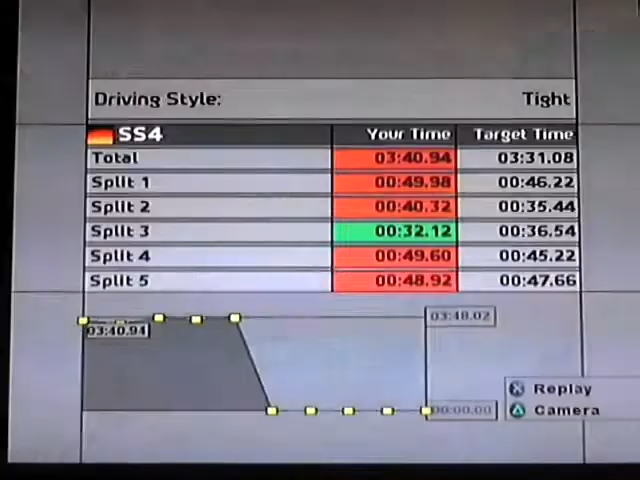 Driving Style: Tight
SS4 Your Time Target Time
Total 03:40.94 03:31.08
Split 1 00:49.98 00:46.22
Split 2 00:40.32 00:35.44
Split 3 00:32.12 00:36.54
Split 4 00:49.60 00:45.22
Split 5 00:48.92 00:47.66
03:48.02
03:40.94
Replay
00:00.00 Camera